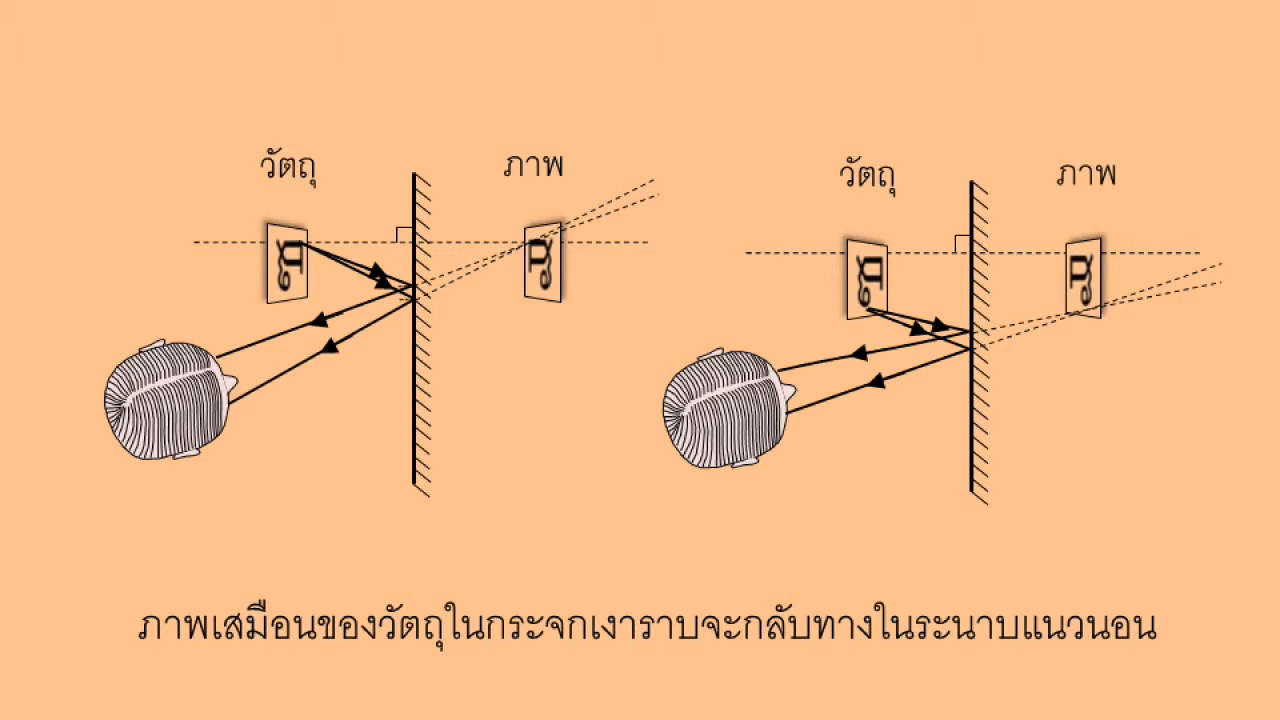 วัตถุ ภาพ
วัตถุ ภาพ
ภาพเสมือนของวัตถุในกระจกเงาราบจะกลับทางในระนาบแนวนอน